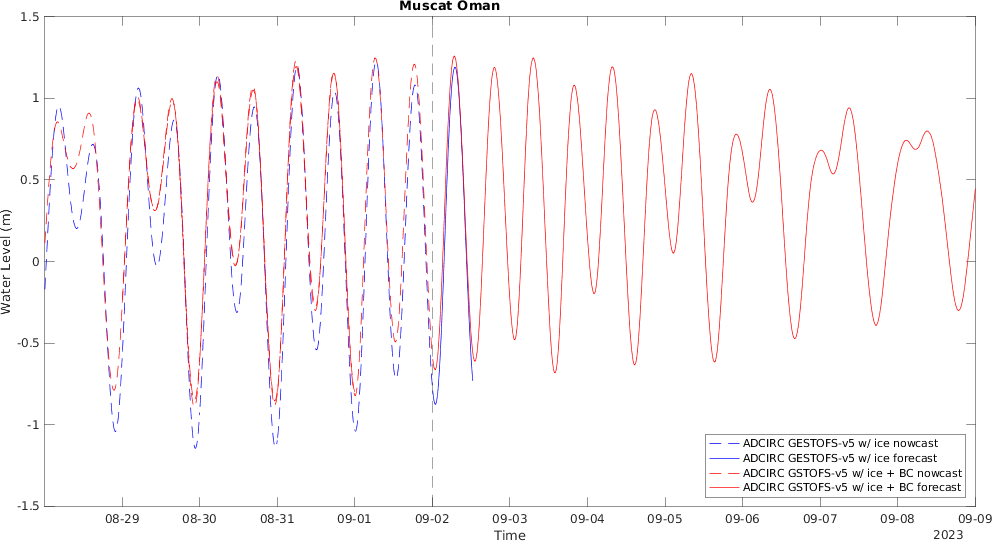 Muscat Oman
Water Level (m)
1.5
1
0.5
0
-0.5
-1
-1.5
ADCIRC GESTOFS-v5 w/ ice nowcast
ADCIRC GESTOFS-v5 w/ ice forecast
ADCIRC GSTOFS-v5 w/ ice + BC nowcast
ADCIRC GSTOFS-v5 w/ ice + BC forecast
08-29 08-30 08-31 09-01 09-02 09-03 09-04 09-05 09-06 09-07 09-08 09-09
Time
2023